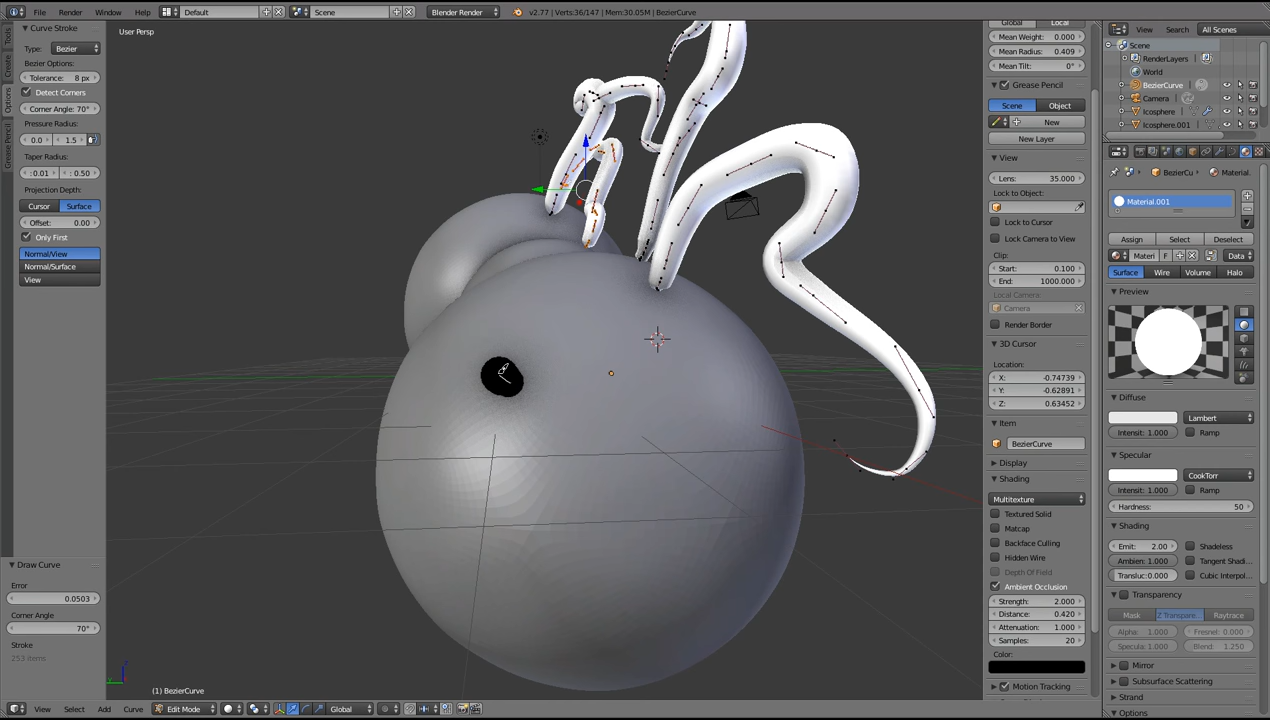 File Render Window Help Default Scene Blender Render v2.77 | Verts:36/147 | Mem:30.05M | BezierCurve
Tools
Create
Options
Grease Pencil
Curve Stroke
Type: Bezier
Bezier Options:
Tolerance: 8 px
Detect Corners
Corner Angle: 70°
Pressure Radius:
0.0 1.5
Taper Radius:
:0.01 : 0.50
Projection Depth:
Cursor Surface
Offset: 0.00
Only First
Normal/View
Normal/Surface
View
Draw Curve
Error
0.0503
Corner Angle
70°
Stroke
253 items
User Persp
(1) BezierCurve
View Select Add Curve Edit Mode Global
Global Local
Mean Weight: 0.000
Mean Radius: 0.409
Mean Tilt: 0°
Grease Pencil
Scene Object
New
New Layer
View
Lens: 35.000
Lock to Object:
Lock to Cursor
Lock Camera to View
Clip:
Start: 0.100
End: 1000.000
Local Camera:
Camera
Render Border
3D Cursor
Location:
X: -0.74739
Y: -0.62891
Z: 0.63452
Item
BezierCurve
Display
Shading
Multitexture
Textured Solid
Matcap
Backface Culling
Hidden Wire
Depth Of Field
Ambient Occlusion
Strength: 2.000
Distance: 0.420
Attenuation: 1.000
Samples: 20
Color:
Motion Tracking
View Search All Scenes
Scene
RenderLayers
World
BezierCurve
Camera
Icosphere
Icosphere.001
BezierCu Material.
Material.001
Assign Select Deselect
Materi F Data
Surface Wire Volume Halo
Preview
Diffuse
Lambert
Intensit: 1.000 Ramp
Specular
CookTorr
Intensit: 1.000 Ramp
Hardness: 50
Shading
Emit: 2.00 Shadeless
Ambien: 1.000 Tangent Shadi...
Transluc:0.000 Cubic Interpol...
Transparency
Mask Z Transpare... Raytrace
Alpha: 1.000 Fresnel: 0.000
Specula: 1.000 Blend: 1.250
Mirror
Subsurface Scattering
Strand
Options